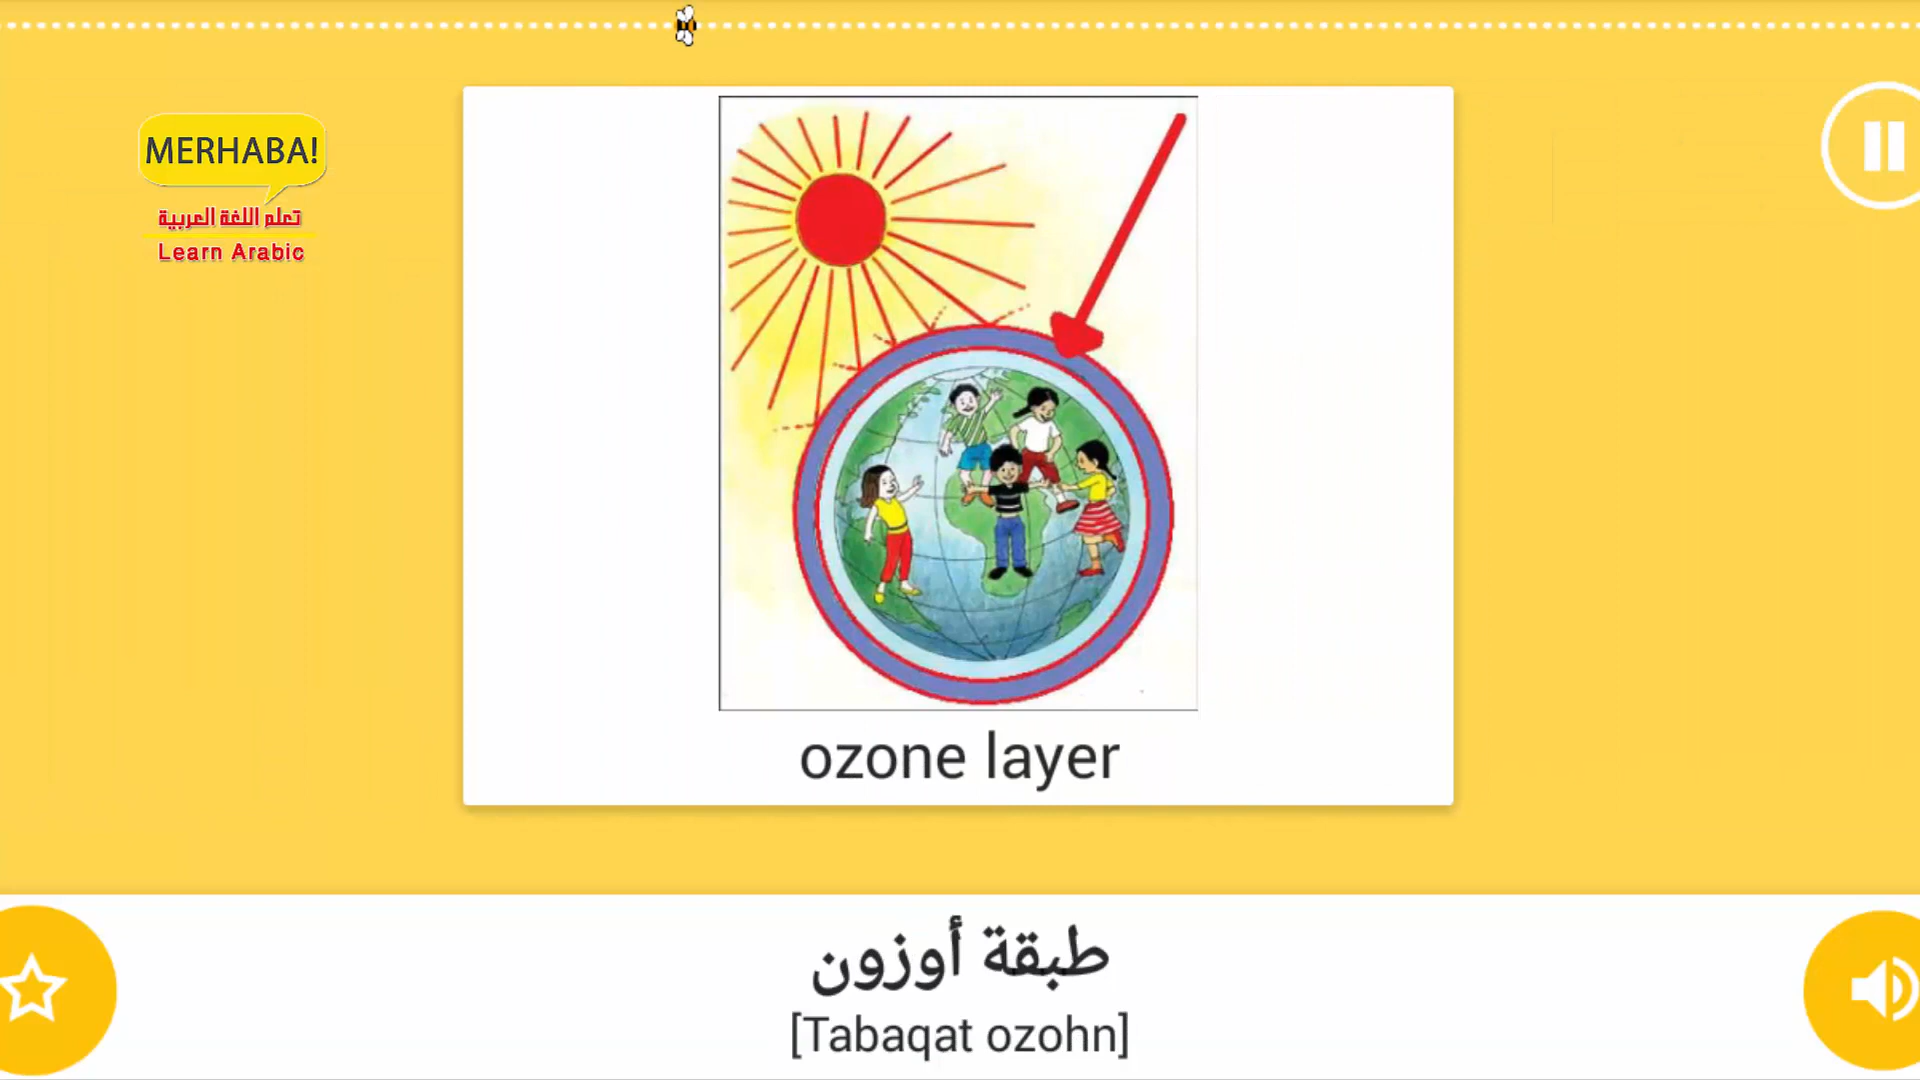 MERHABA!
تعلم اللغة العربية
Learn Arabic
ozone layer
طبقة أوزون
[Tabaqat ozohn]